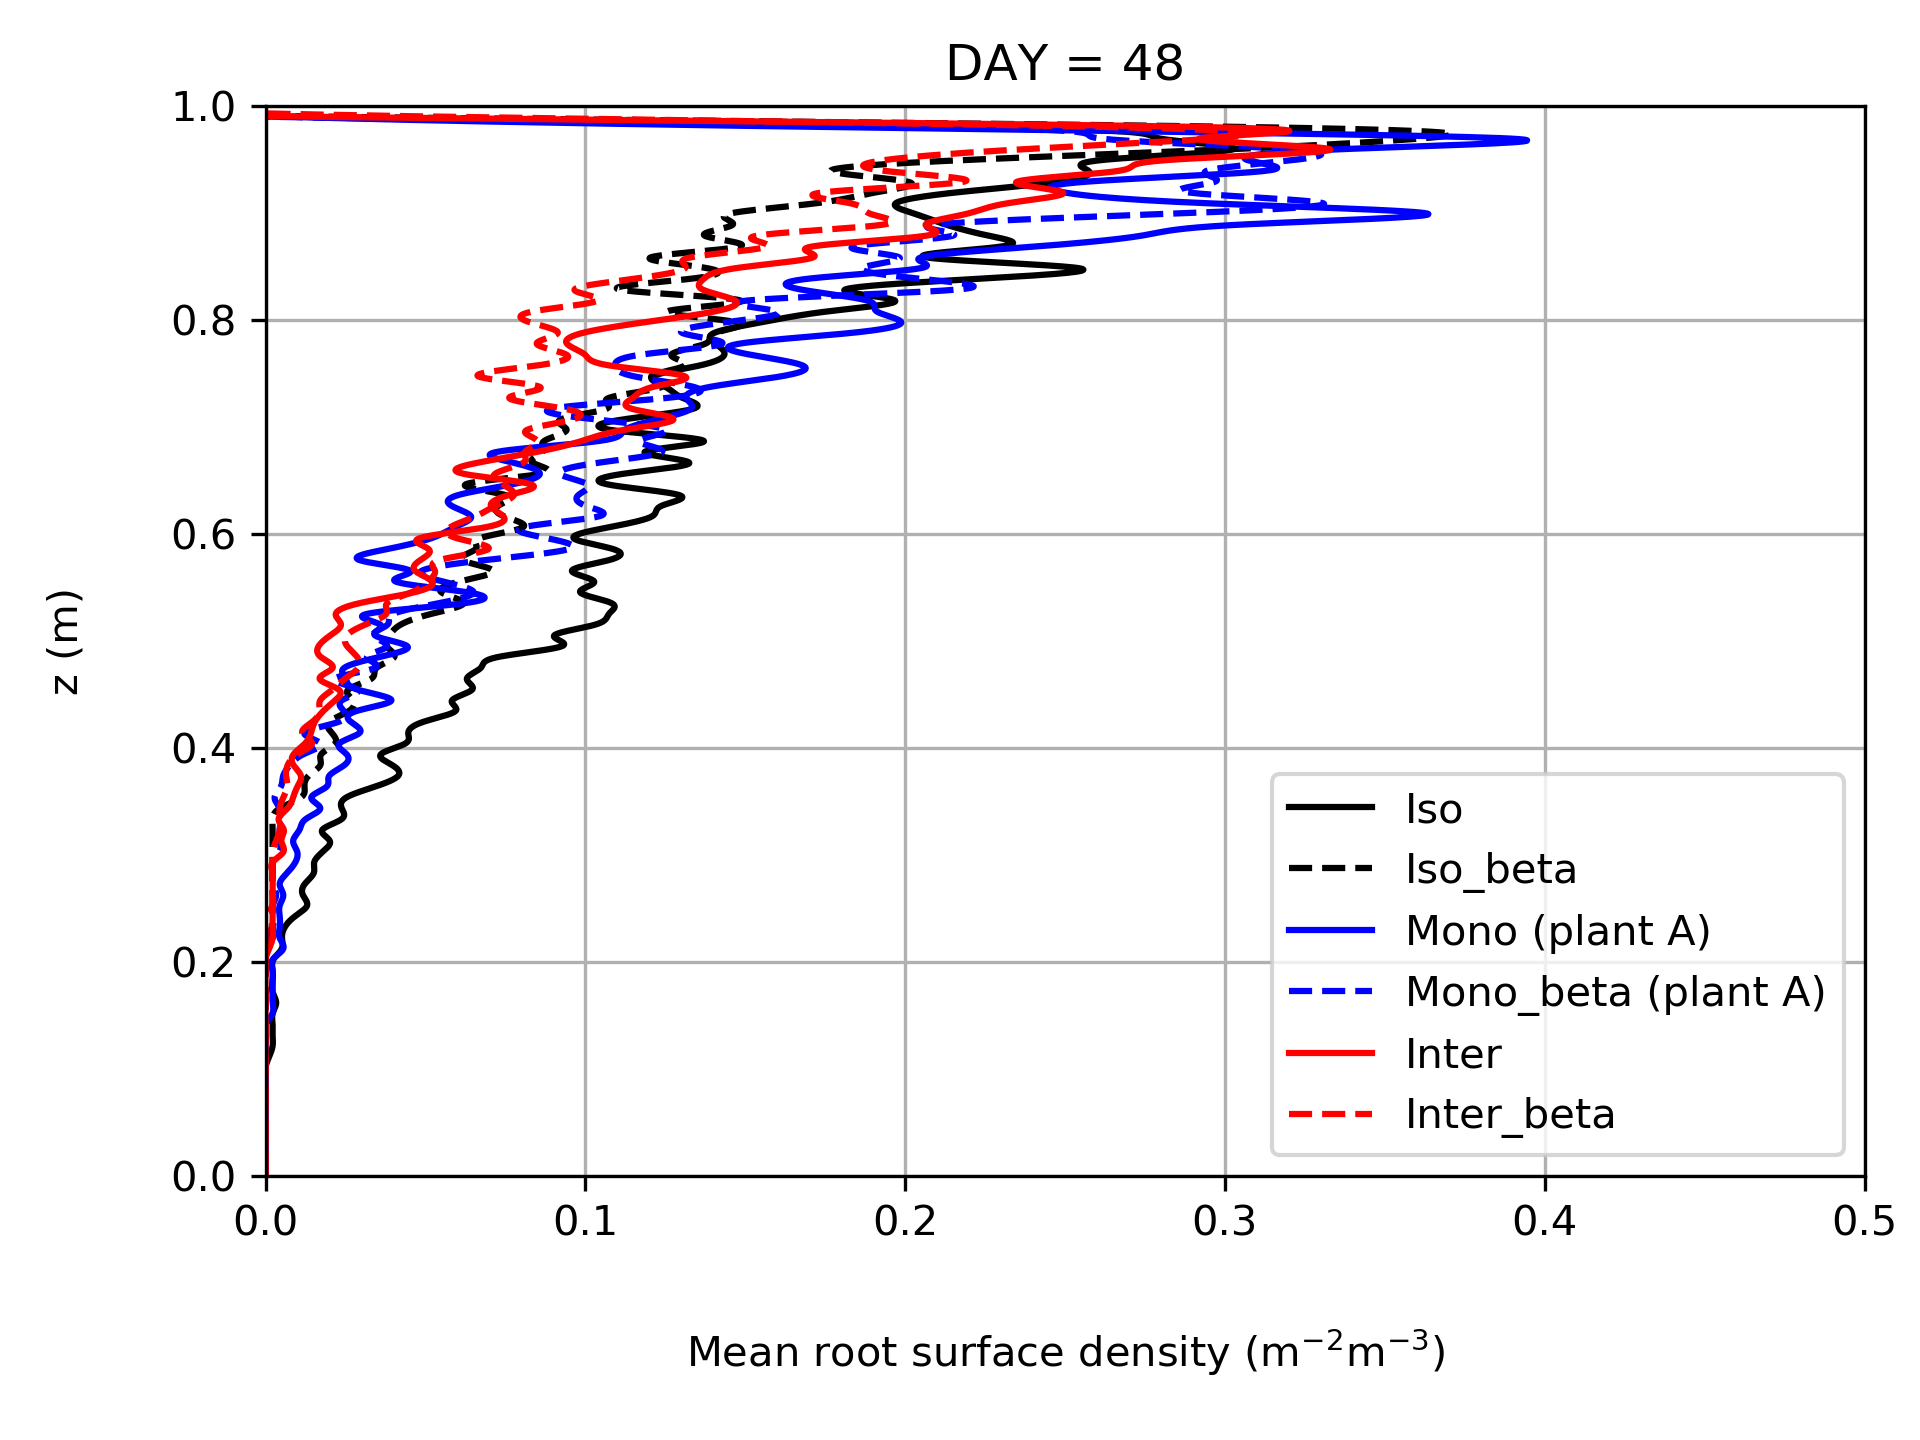 DAY = 48
1.0
0.8
0.6
0.4
0.2
0.0
z (m)
0.0 0.1 0.2 0.3 0.4 0.5
Mean root surface density (m⁻²m⁻³)
Iso
Iso_beta
Mono (plant A)
Mono_beta (plant A)
Inter
Inter_beta